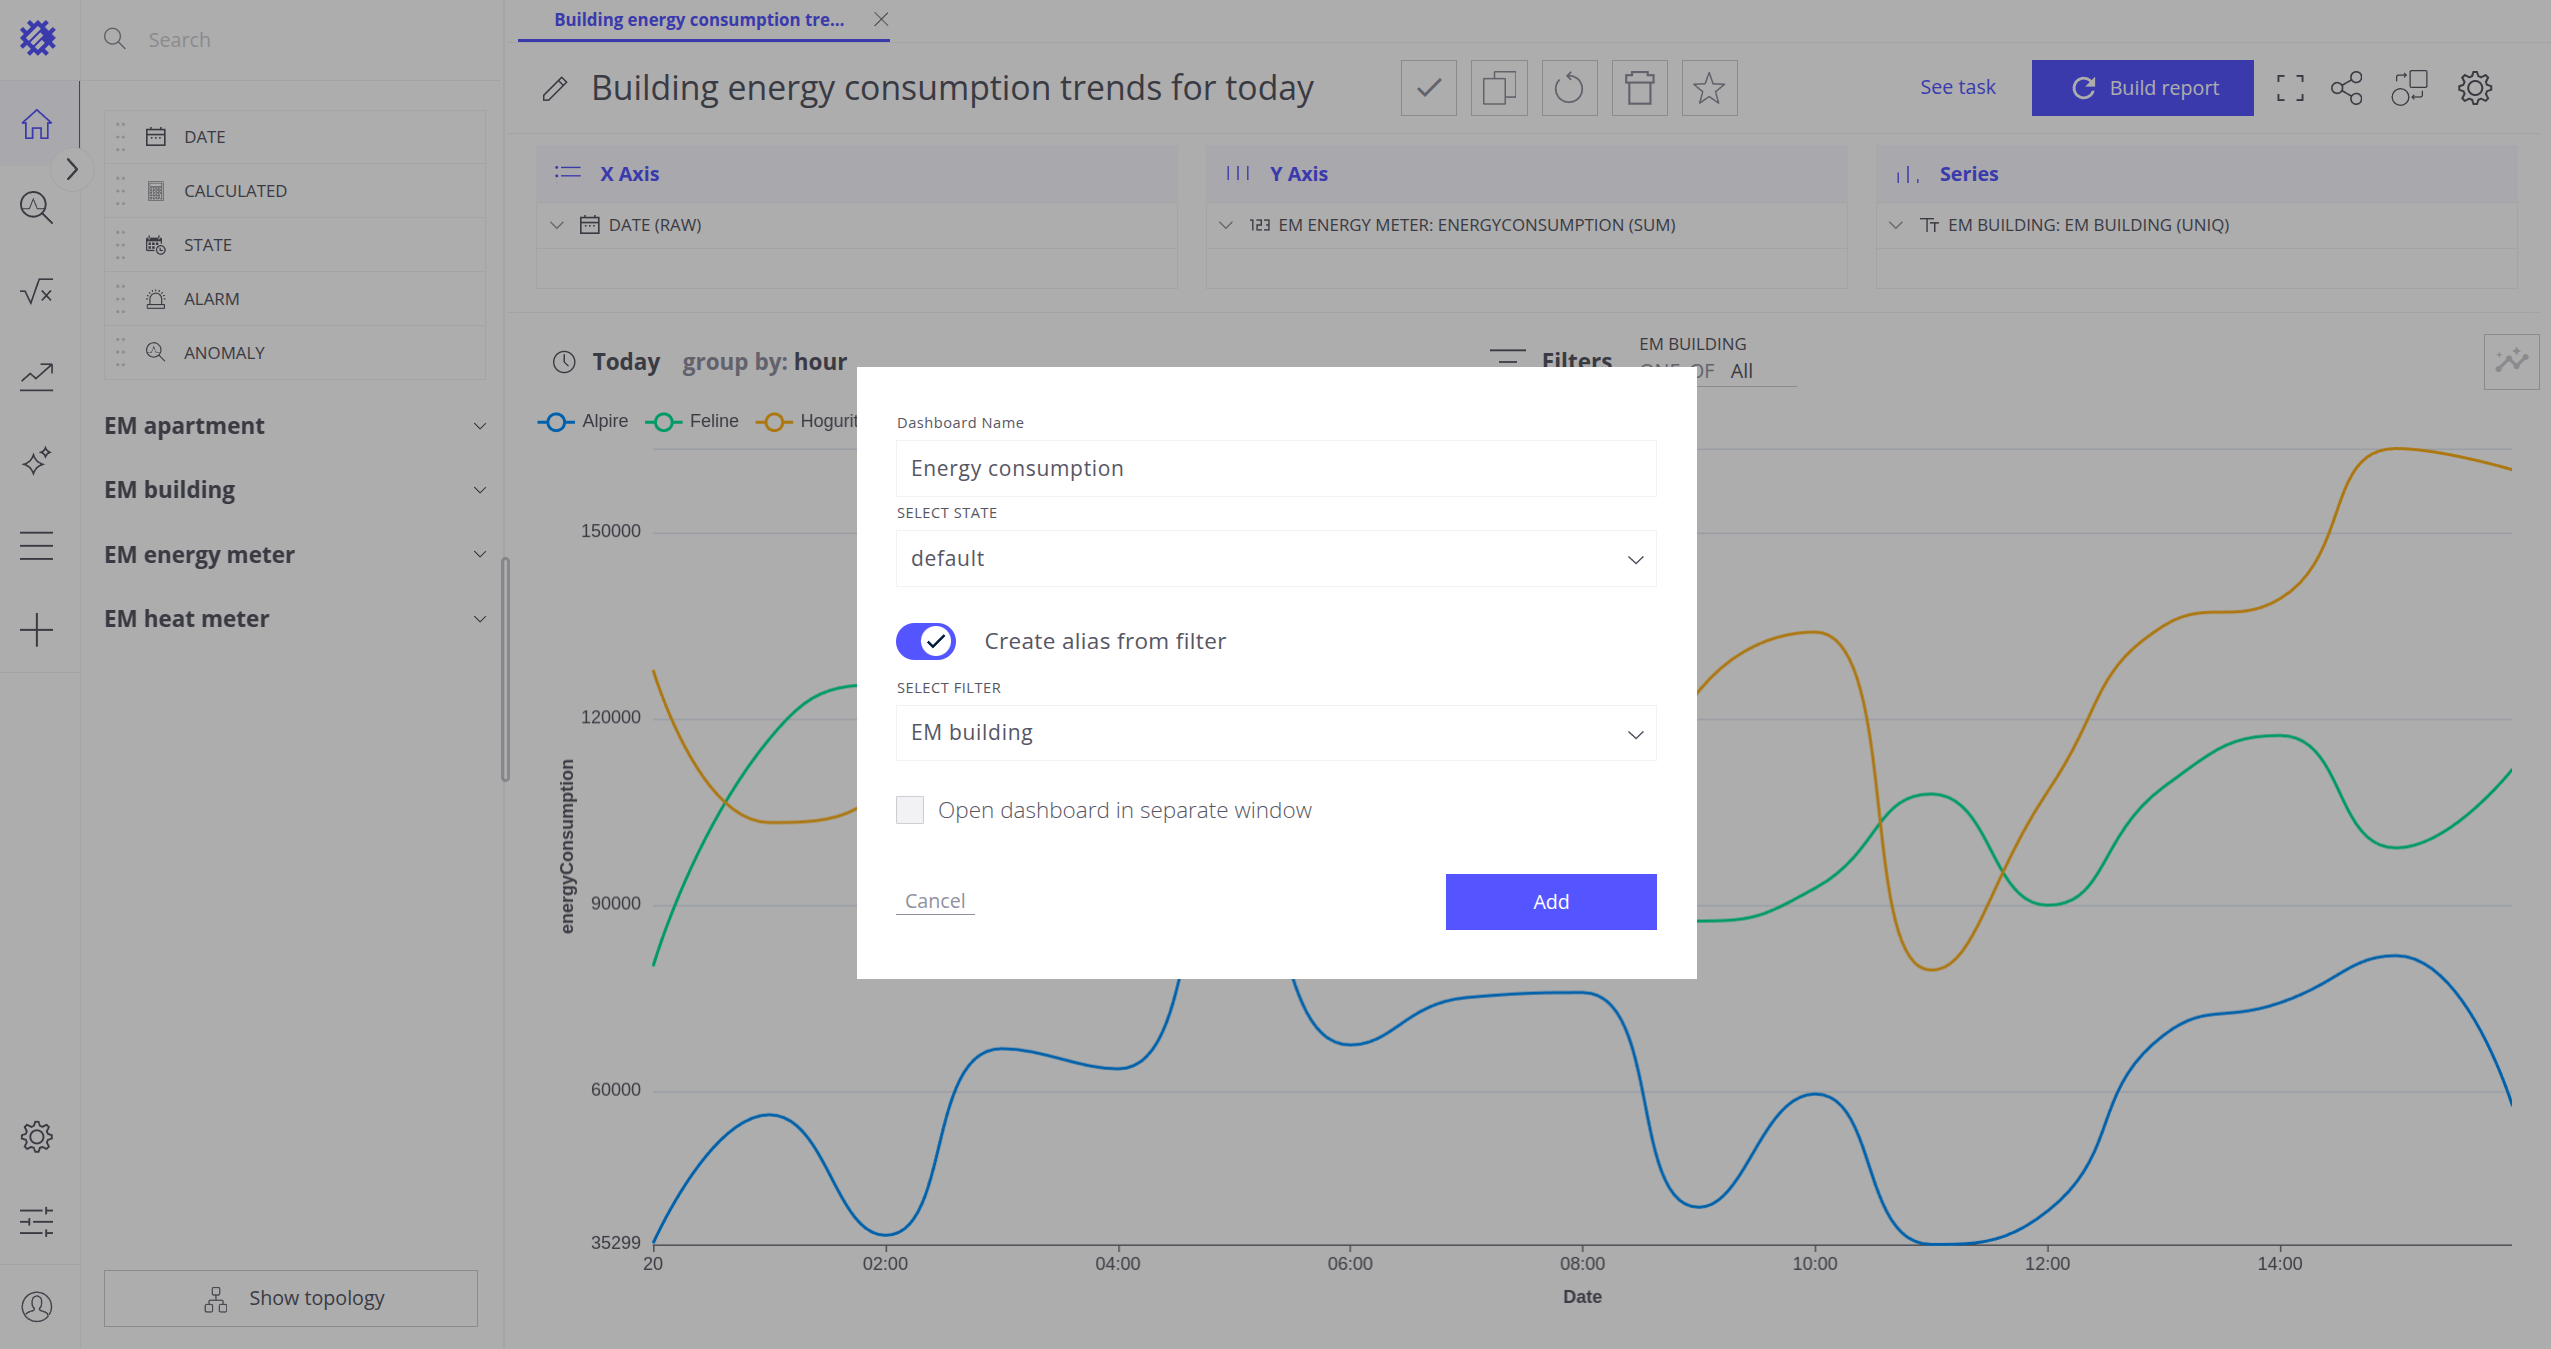 Building energy consumption tre...
Search
Building energy consumption trends for today
See task
Build report
DATE
CALCULATED
STATE
ALARM
ANOMALY
X Axis
DATE (RAW)
Y Axis
123 EM ENERGY METER: ENERGYCONSUMPTION (SUM)
Series
EM BUILDING: EM BUILDING (UNIQ)
Today
group by: hour
Filters
EM BUILDING
ONE OF All
EM apartment
EM building
EM energy meter
EM heat meter
Show topology
Alpire
Feline
Hogurit
Dashboard Name
Energy consumption
SELECT STATE
default
Create alias from filter
SELECT FILTER
EM building
Open dashboard in separate window
Cancel
Add
energyConsumption
150000
120000
90000
60000
35299
20
02:00
04:00
06:00
08:00
10:00
12:00
14:00
Date